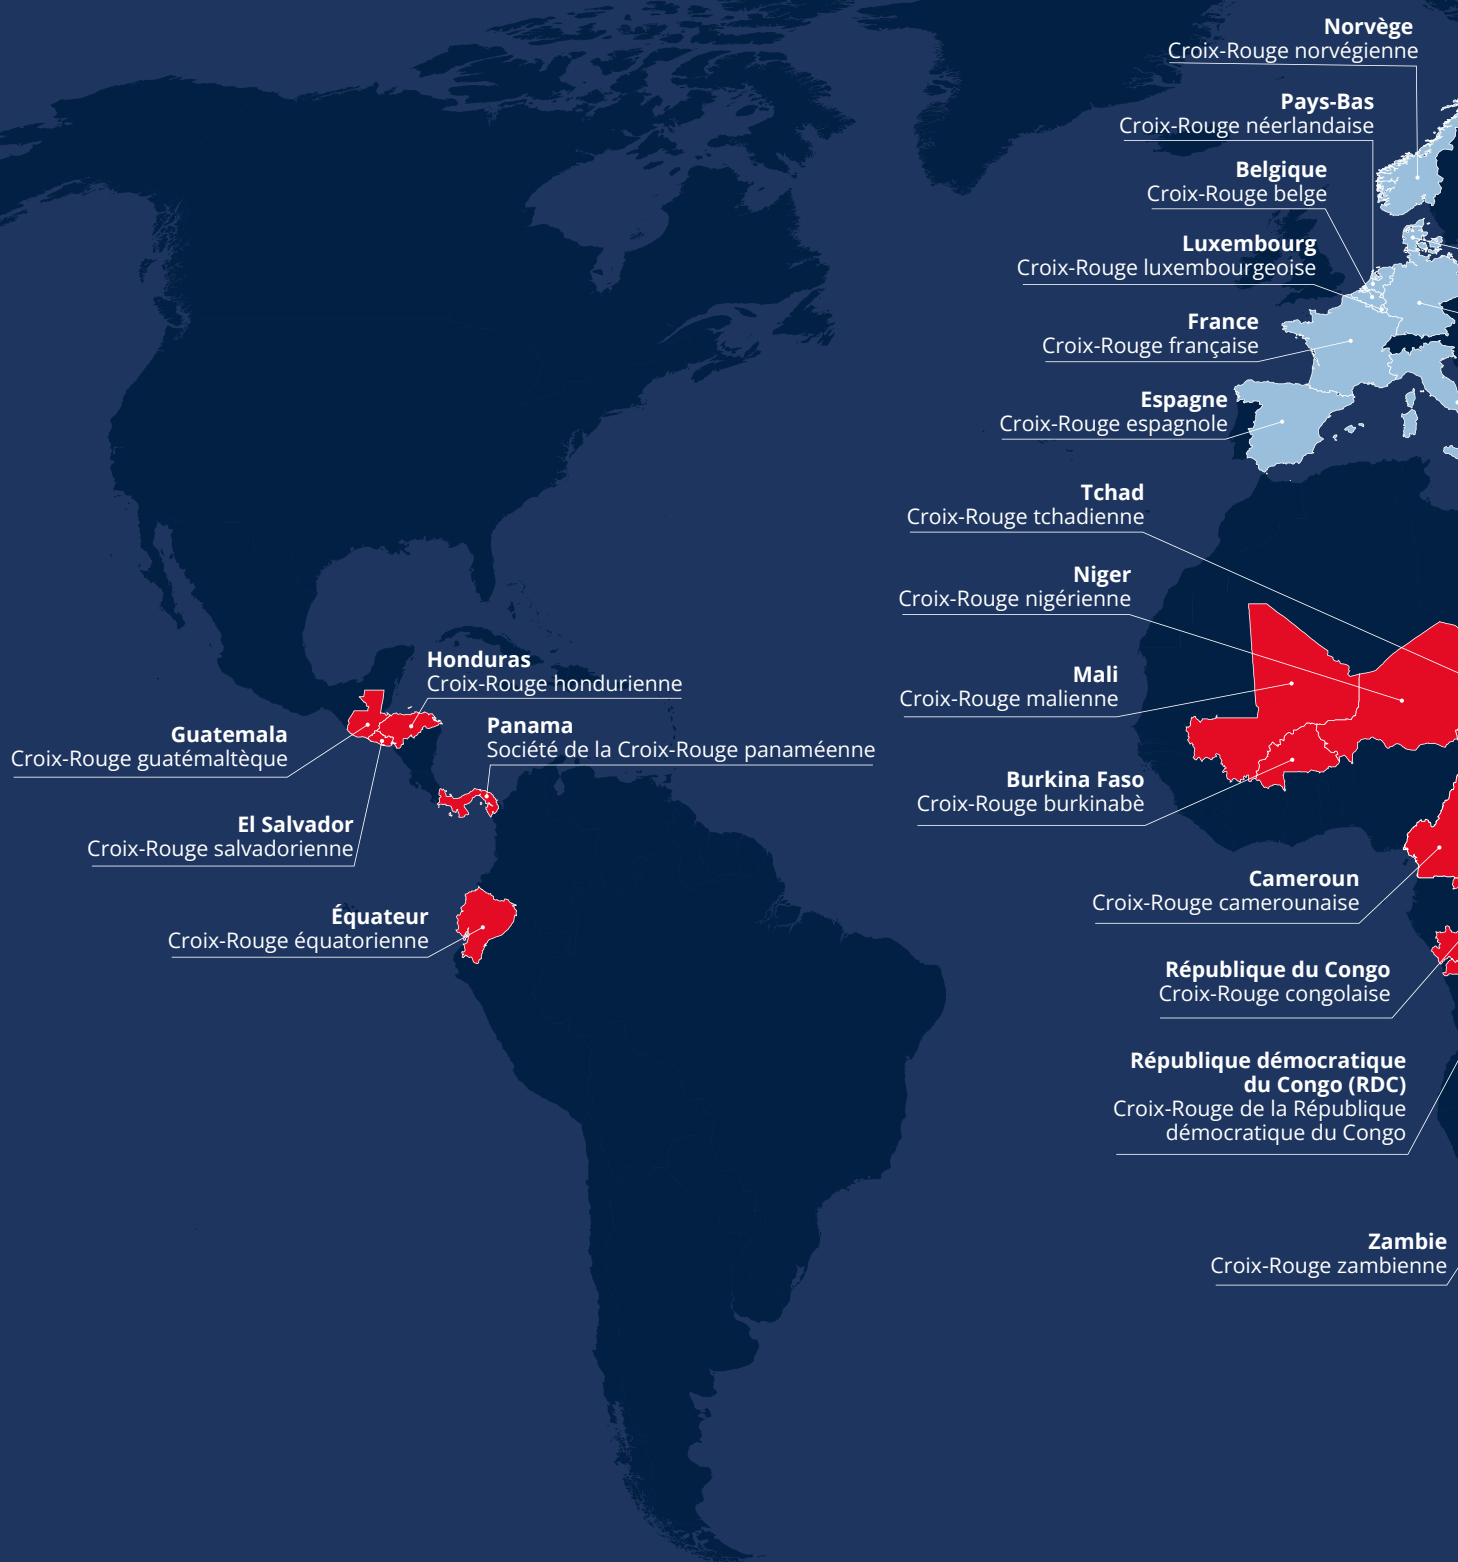 Norvège
Croix-Rouge norvégienne
Pays-Bas
Croix-Rouge néerlandaise
Belgique
Croix-Rouge belge
Luxembourg
Croix-Rouge luxembourgeoise
France
Croix-Rouge française
Espagne
Croix-Rouge espagnole
Tchad
Croix-Rouge tchadienne
Niger
Croix-Rouge nigérienne
Mali
Croix-Rouge malienne
Burkina Faso
Croix-Rouge burkinabè
Cameroun
Croix-Rouge camerounaise
République du Congo
Croix-Rouge congolaise
République démocratique
du Congo (RDC)
Croix-Rouge de la République
démocratique du Congo
Zambie
Croix-Rouge zambienne
Honduras
Croix-Rouge hondurienne
Panama
Société de la Croix-Rouge panaméenne
Guatemala
Croix-Rouge guatémaltèque
El Salvador
Croix-Rouge salvadorienne
Équateur
Croix-Rouge équatorienne